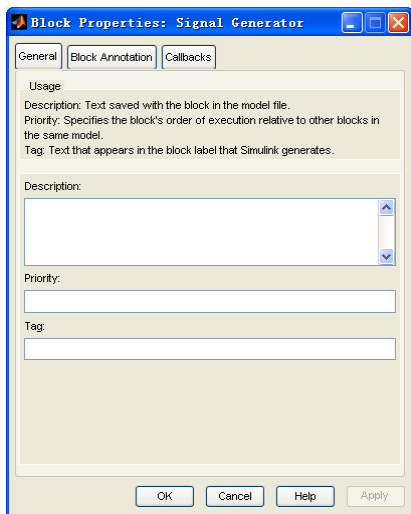 Block Properties: Signal Generator
General Block Annotation Callbacks
Usage
Description: Text saved with the block in the model file.
Priority: Specifies the block's order of execution relative to other blocks in
the same model.
Tag: Text that appears in the block label that Simulink generates.
Description:
Priority:
Tag:
OK Cancel Help Apply